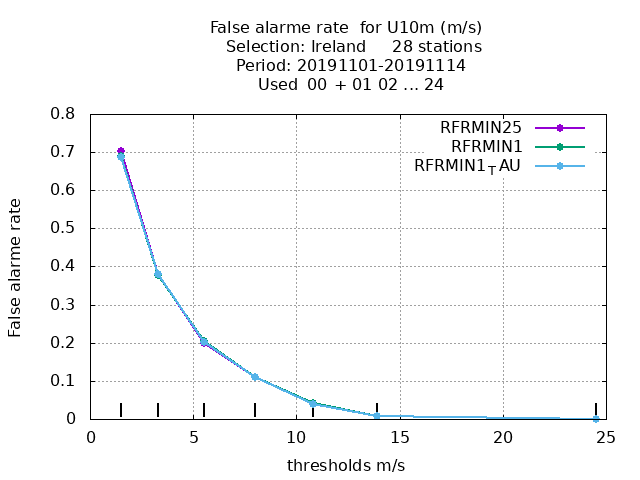 False alarme rate  for U10m (m/s)
Selection: Ireland     28 stations
Period: 20191101-20191114
Used  00 + 01 02 ... 24
RFRMIN25
RFRMIN1
RFRMIN1TAU
False alarme rate
0.8
0.7
0.6
0.5
0.4
0.3
0.2
0.1
0
0 5 10 15 20 25
thresholds m/s